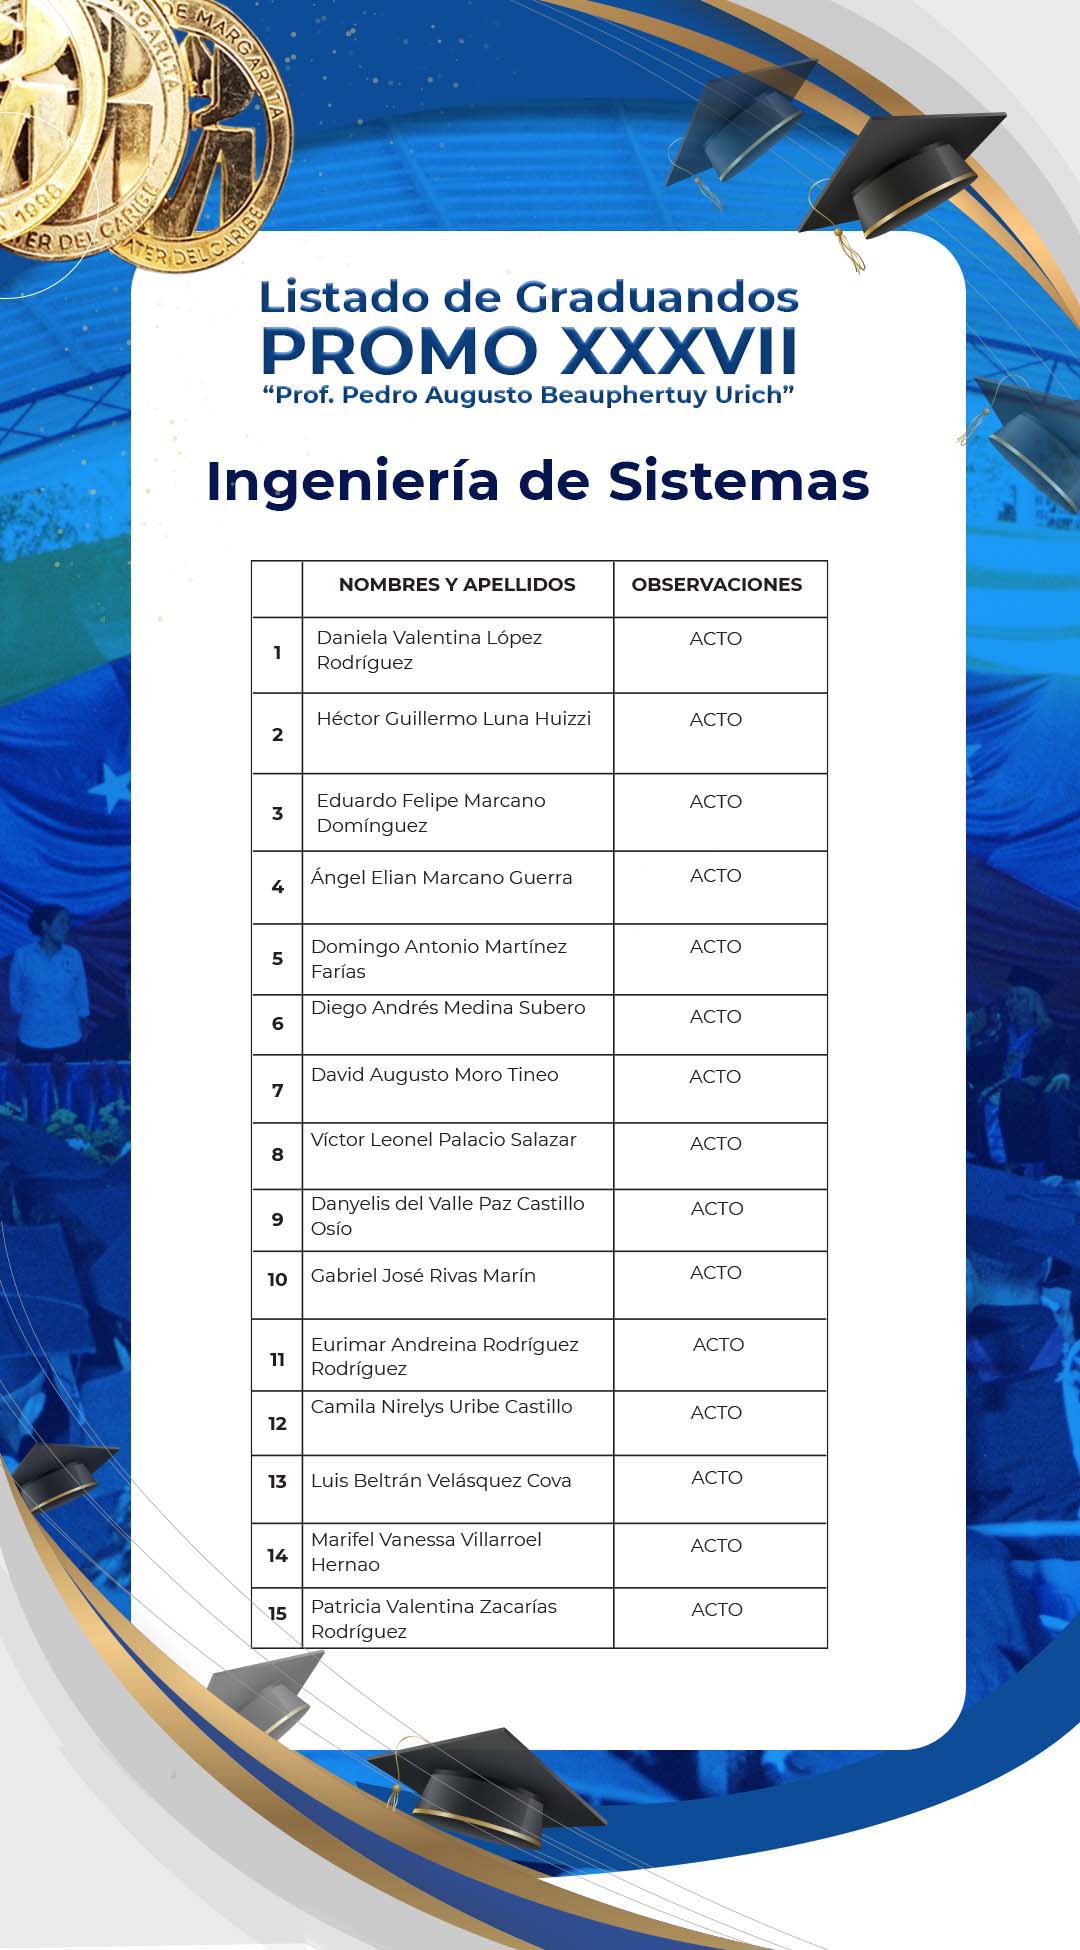 DE MARGARITA
ARGARITA
1998
TER DEL CARIBE
ATER DEL CARIBE
Listado de Graduandos
PROMO XXXVII
“Prof. Pedro Augusto Beauphertuy Urich”
Ingeniería de Sistemas
NOMBRES Y APELLIDOS OBSERVACIONES
1 Daniela Valentina López ACTO
Rodríguez
2 Héctor Guillermo Luna Huizzi ACTO
3 Eduardo Felipe Marcano ACTO
Domínguez
4 Ángel Elian Marcano Guerra ACTO
5 Domingo Antonio Martínez ACTO
Farías
6 Diego Andrés Medina Subero ACTO
7 David Augusto Moro Tineo ACTO
8 Víctor Leonel Palacio Salazar ACTO
9 Danyelis del Valle Paz Castillo ACTO
Osío
10 Gabriel José Rivas Marín ACTO
11 Eurimar Andreina Rodríguez ACTO
Rodríguez
12 Camila Nirelys Uribe Castillo ACTO
13 Luis Beltrán Velásquez Cova ACTO
14 Marifel Vanessa Villarroel ACTO
Hernao
15 Patricia Valentina Zacarías ACTO
Rodríguez